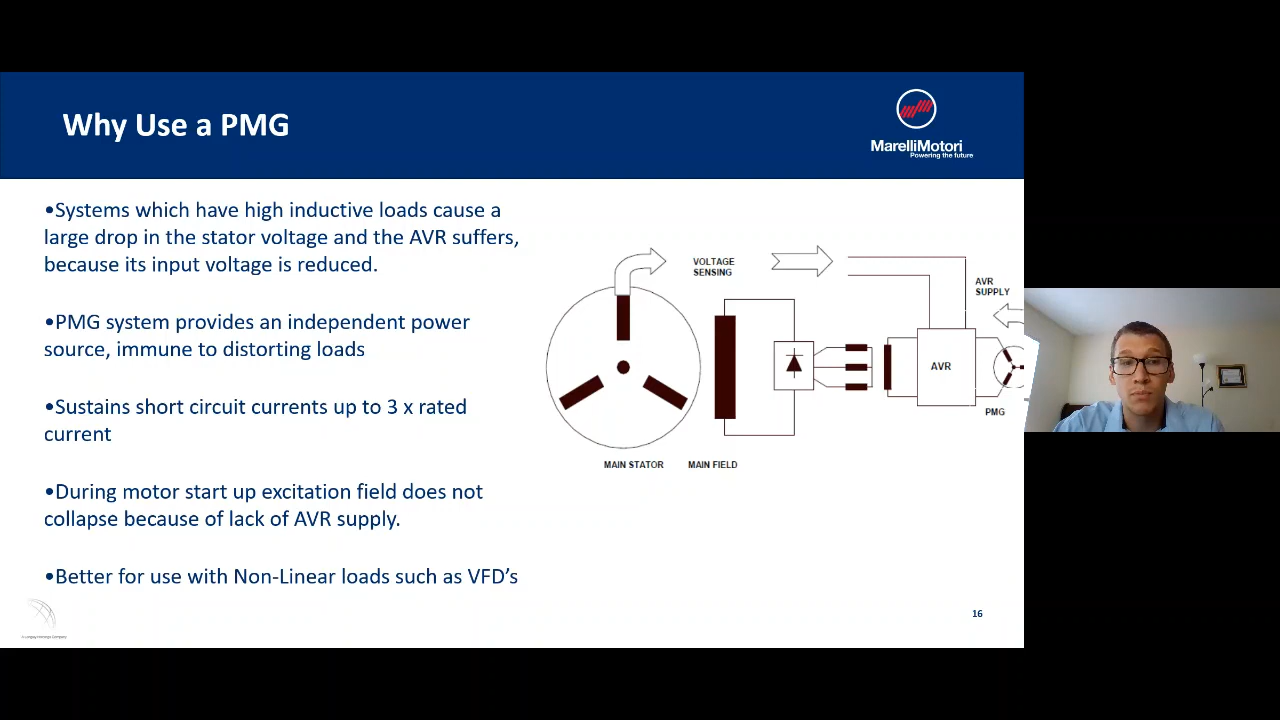 Why Use a PMG
MarelliMotori
Powering the future
•Systems which have high inductive loads cause a
large drop in the stator voltage and the AVR suffers,
because its input voltage is reduced.
•PMG system provides an independent power
source, immune to distorting loads
•Sustains short circuit currents up to 3 x rated
current
•During motor start up excitation field does not
collapse because of lack of AVR supply.
•Better for use with Non-Linear loads such as VFD's
VOLTAGE
SENSING
AVR
SUPPLY
AVR
PMG
MAIN STATOR
MAIN FIELD
16